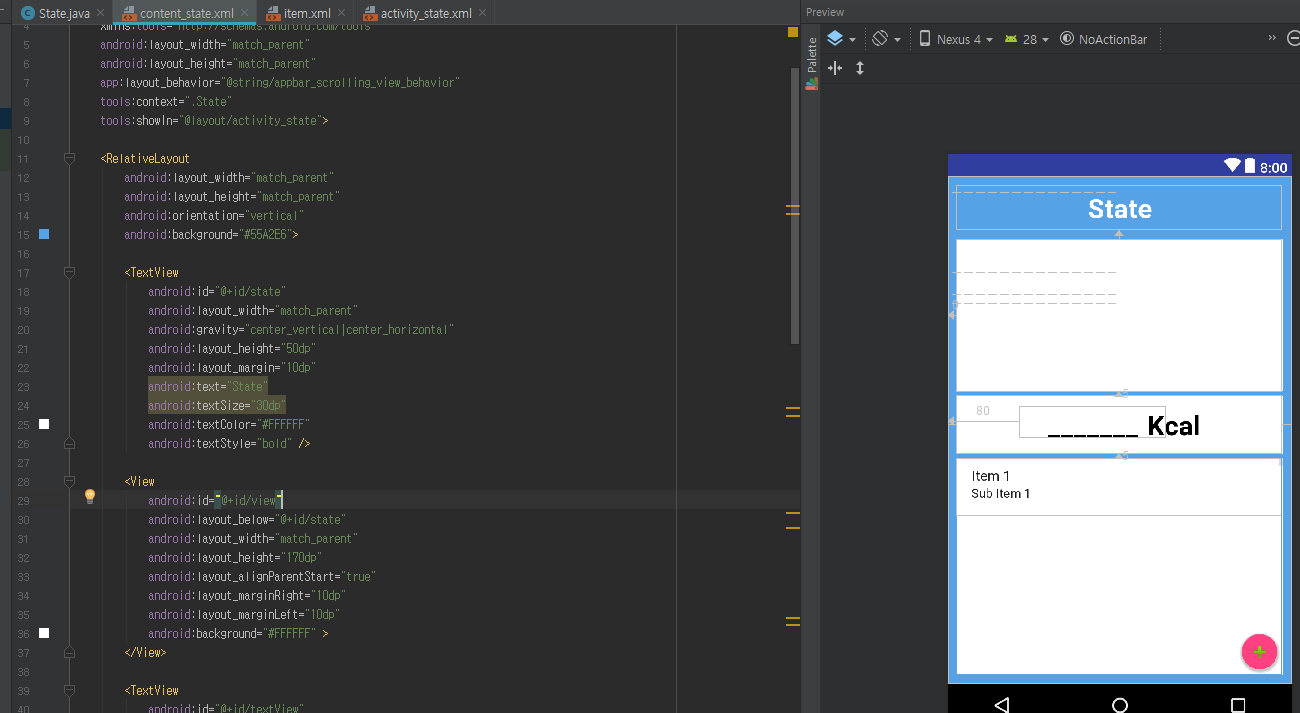 State.java content_state.xml item.xml activity_state.xml
4 xmlns:tools="http://schemas.android.com/tools"
5 android:layout_width="match_parent"
6 android:layout_height="match_parent"
7 app:layout_behavior="@string/appbar_scrolling_view_behavior"
8 tools:context=".State"
9 tools:showIn="@layout/activity_state">
10
11 <RelativeLayout
12 android:layout_width="match_parent"
13 android:layout_height="match_parent"
14 android:orientation="vertical"
15 android:background="#55A2E6">
16
17 <TextView
18 android:id="@+id/state"
19 android:layout_width="match_parent"
20 android:gravity="center_vertical|center_horizontal"
21 android:layout_height="50dp"
22 android:layout_margin="10dp"
23 android:text="State"
24 android:textSize="30dp"
25 android:textColor="#FFFFFF"
26 android:textStyle="bold" />
27
28 <View
29 android:id="@+id/view"
30 android:layout_below="@+id/state"
31 android:layout_width="match_parent"
32 android:layout_height="170dp"
33 android:layout_alignParentStart="true"
34 android:layout_marginRight="10dp"
35 android:layout_marginLeft="10dp"
36 android:background="#FFFFFF" >
37 </View>
38
39 <TextView
40 android:id="@+id/textView"
Preview
Palette
Nexus 4 28 NoActionBar
8:00
State
80
_______ Kcal
Item 1
Sub Item 1